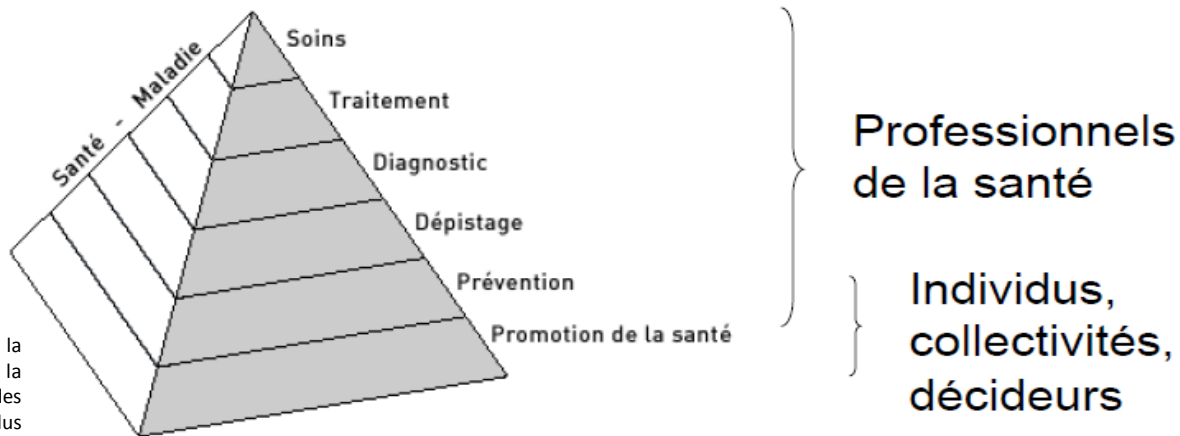 Santé - Maladie
Soins
Traitement
Diagnostic
Dépistage
Prévention
Promotion de la santé
Professionnels
de la santé
Individus,
collectivités,
décideurs
la
la
les